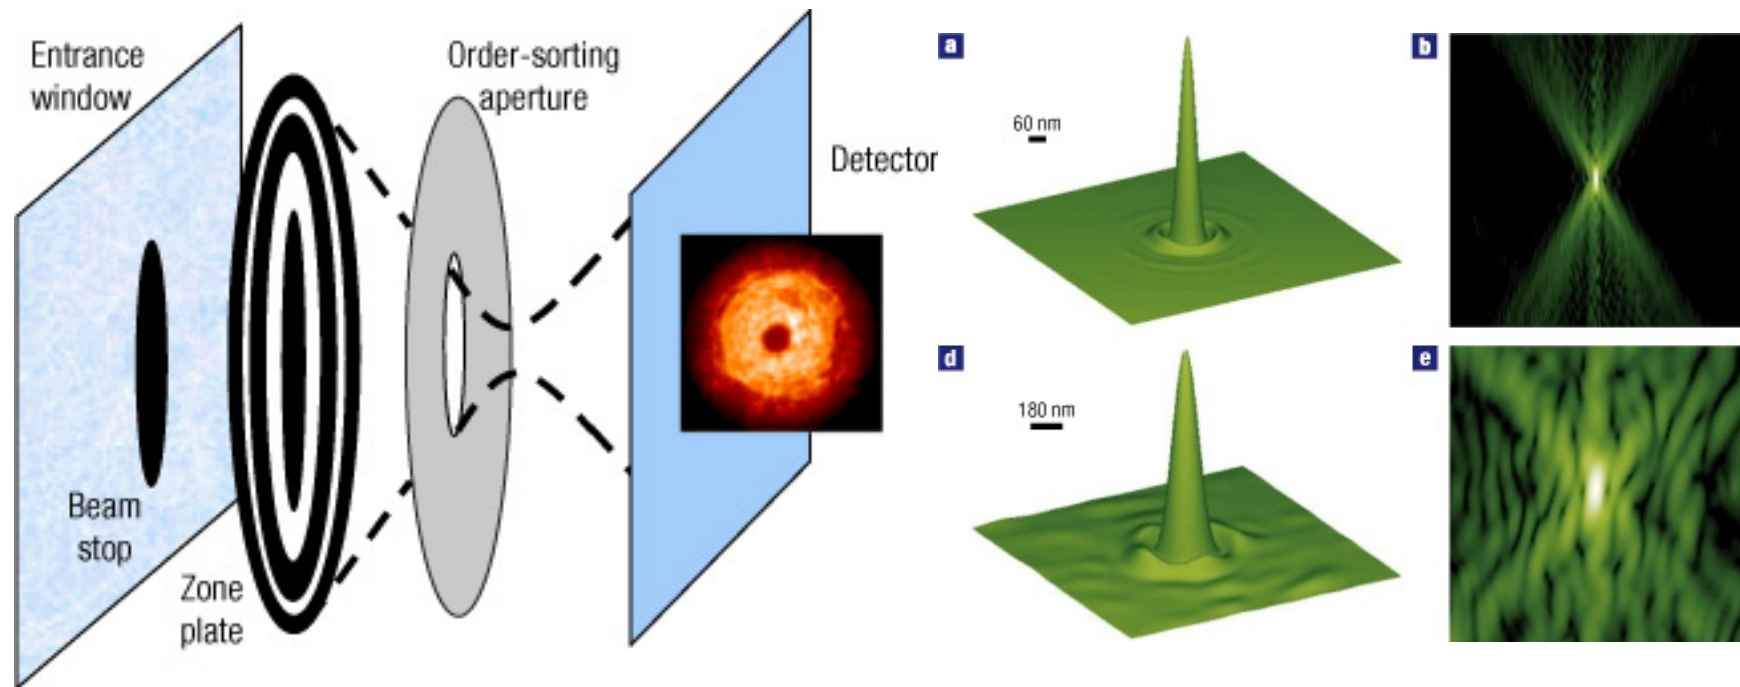 Entrance
window
Order-sorting
aperture
Detector
Beam
stop
Zone
plate
a
60 nm
b
d
180 nm
e